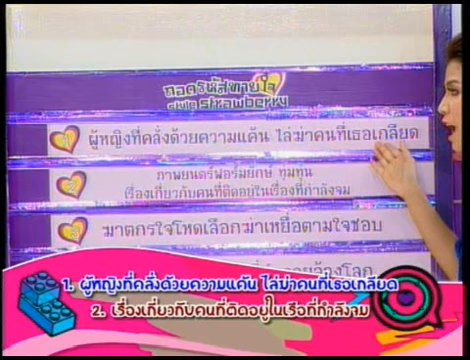 ถอดรหัสทายใจ
style strawberry
1 ผู้หญิงที่คลั่งด้วยความแค้น ไล่ฆ่าคนที่เธอเกลียด
2 ภาพยนตร์ฟอร์มยักษ์ ทุ่มทุน
เรื่องเกี่ยวกับคนที่ติดอยู่ในเรือที่กำลังจม
3 ฆาตกรใจโหดเลือกฆ่าเหยื่อตามใจชอบ
1. ผู้หญิงที่คลั่งด้วยความแค้น ไล่ฆ่าคนที่เธอเกลียด
2. เรื่องเกี่ยวกับคนที่ติดอยู่ในเรือที่กำลังจม